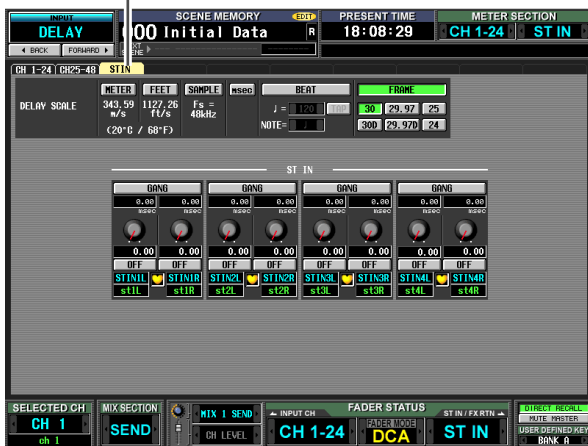 INPUT
DELAY
SCENE MEMORY
EDIT
000 Initial Data
R
PRESENT TIME
18:08:29
METER SECTION
CH 1-24
ST IN
BACK
FORWARD
NEXT SCENE
CH 1-24
CH25-48
STIN
DELAY SCALE
METER
FEET
SAMPLE
msec
BEAT
FRAME
343.59 m/s
1127.26 ft/s
Fs = 48kHz
(20°C / 68°F)
♩ = 120
TAP
NOTE= ♩
30
29.97
25
30D
29.97D
24
ST IN
GANG
GANG
GANG
GANG
0.00
0.00
0.00
0.00
0.00
0.00
0.00
0.00
msec
msec
msec
msec
msec
msec
msec
msec
0.00
0.00
0.00
0.00
0.00
0.00
0.00
0.00
OFF
OFF
OFF
OFF
OFF
OFF
OFF
OFF
STIN1L
STIN1R
STIN2L
STIN2R
STIN3L
STIN3R
STIN4L
STIN4R
st1L
st1R
st2L
st2R
st3L
st3R
st4L
st4R
SELECTED CH
CH 1
ch 1
MIX SECTION
SEND
MIX 1 SEND
CH LEVEL
INPUT CH
FADER STATUS
ST IN / FX RTN
CH 1-24
FADER MODE
DCA
ST IN
DIRECT RECALL
MUTE MASTER
USER DEFINED KEY
BANK A